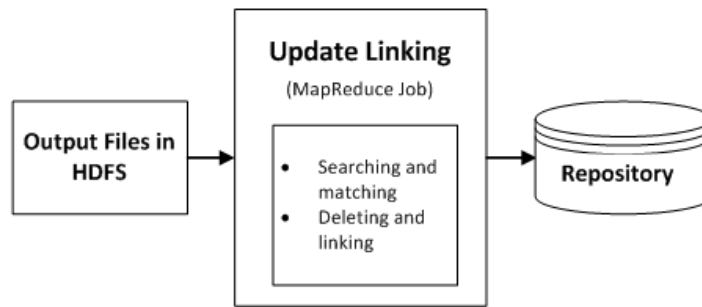 Output Files in
HDFS
Update Linking
(MapReduce Job)
• Searching and
matching
• Deleting and
linking
Repository